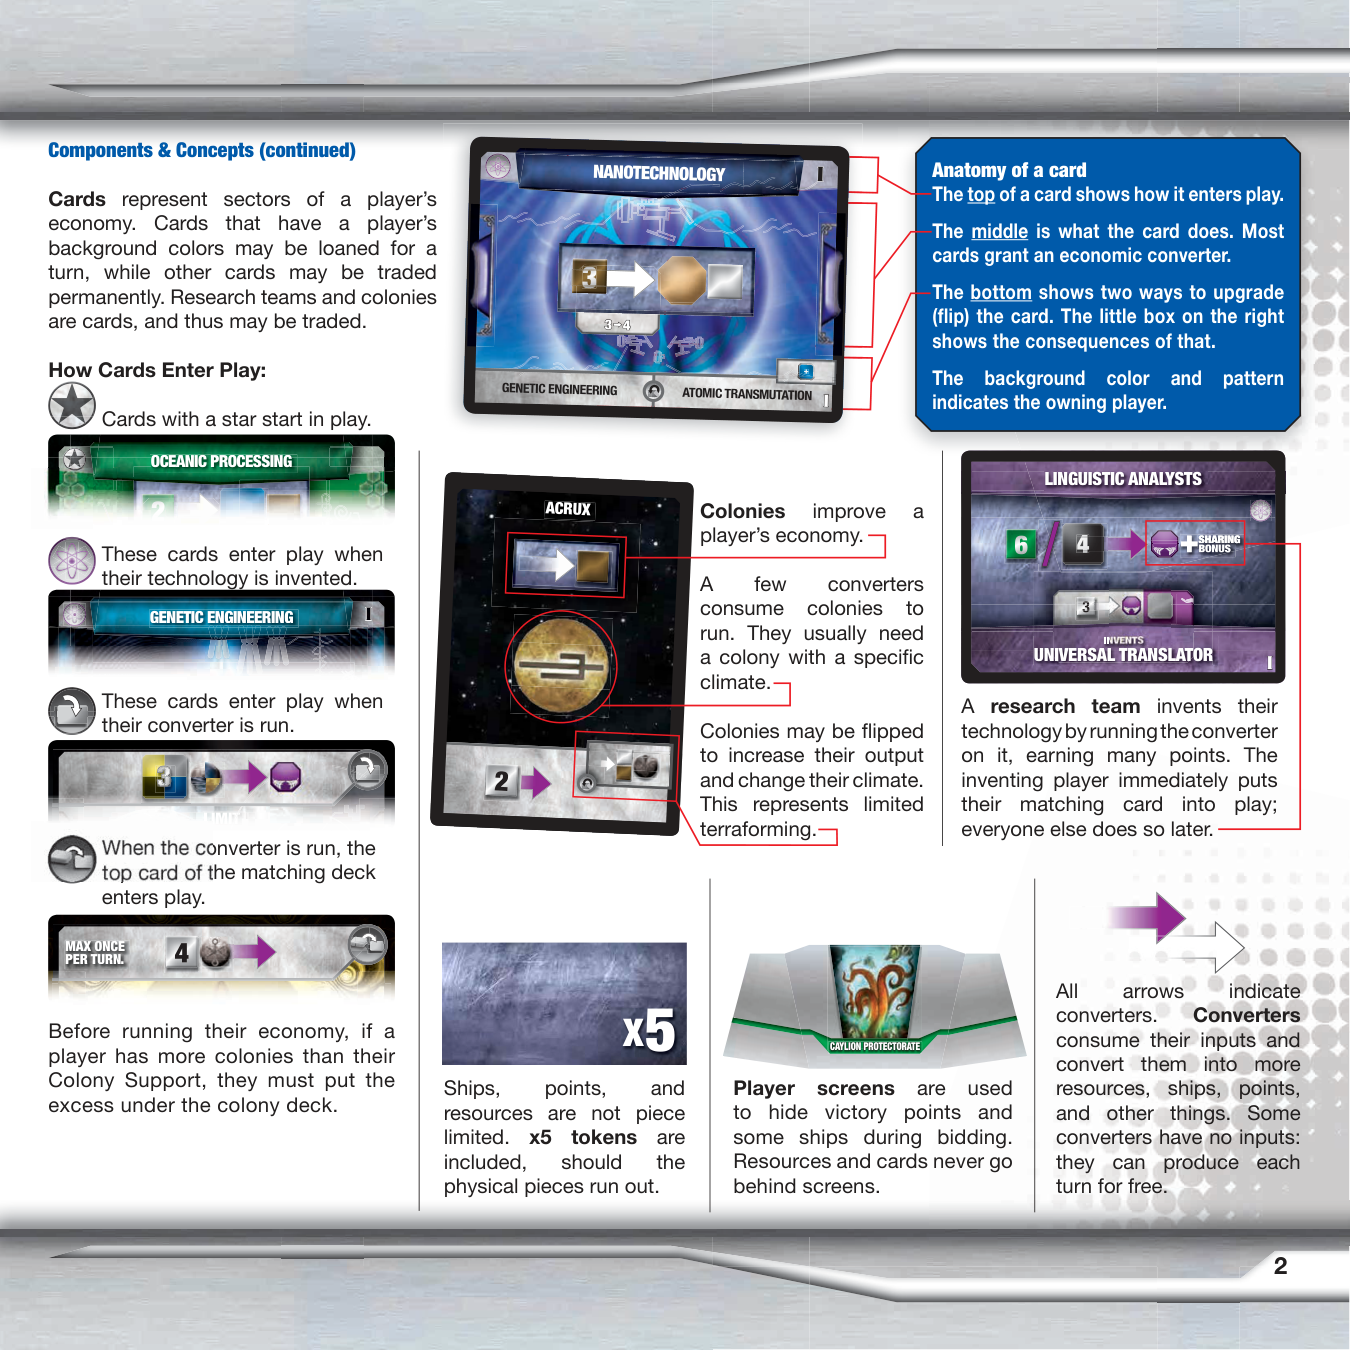 Components & Concepts (continued)
Cards represent sectors of a player's
economy. Cards that have a player's
background colors may be loaned for a
turn, while other cards may be traded
permanently. Research teams and colonies
are cards, and thus may be traded.
How Cards Enter Play:
Cards with a star start in play.
OCEANIC PROCESSING
2
These cards enter play when
their technology is invented.
GENETIC ENGINEERING
I
These cards enter play when
their converter is run.
3
LIMIT
When the converter is run, the
top card of the matching deck
enters play.
MAX ONCE
PER TURN.
4
Before running their economy, if a
player has more colonies than their
Colony Support, they must put the
excess under the colony deck.
NANOTECHNOLOGY
I
3
3→4
GENETIC ENGINEERING
ATOMIC TRANSMUTATION
I
Anatomy of a card
The top of a card shows how it enters play.
The middle is what the card does. Most
cards grant an economic converter.
The bottom shows two ways to upgrade
(flip) the card. The little box on the right
shows the consequences of that.
The background color and pattern
indicates the owning player.
ACRUX
2
Colonies improve a
player's economy.
A few converters
consume colonies to
run. They usually need
a colony with a specific
climate.
Colonies may be flipped
to increase their output
and change their climate.
This represents limited
terraforming.
LINGUISTIC ANALYSTS
6 / 4
+ SHARING
BONUS
3
INVENTS
UNIVERSAL TRANSLATOR
I
A research team invents their
technology by running the converter
on it, earning many points. The
inventing player immediately puts
their matching card into play;
everyone else does so later.
x5
Ships, points, and
resources are not piece
limited. x5 tokens are
included, should the
physical pieces run out.
CAYLION PROTECTORATE
Player screens are used
to hide victory points and
some ships during bidding.
Resources and cards never go
behind screens.
All arrows indicate
converters. Converters
consume their inputs and
convert them into more
resources, ships, points,
and other things. Some
converters have no inputs:
they can produce each
turn for free.
2